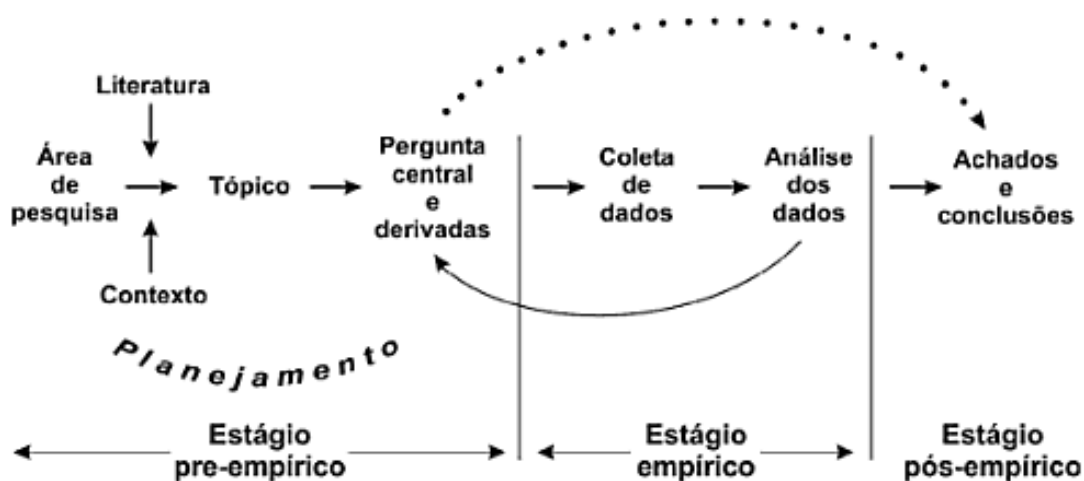 Literatura
Área
de
pesquisa
Tópico
Contexto
Pergunta
central
e
derivadas
Coleta
de
dados
Análise
dos
dados
Achados
e
conclusões
Planejamento
Estágio
pre-empírico
Estágio
empírico
Estágio
pós-empírico